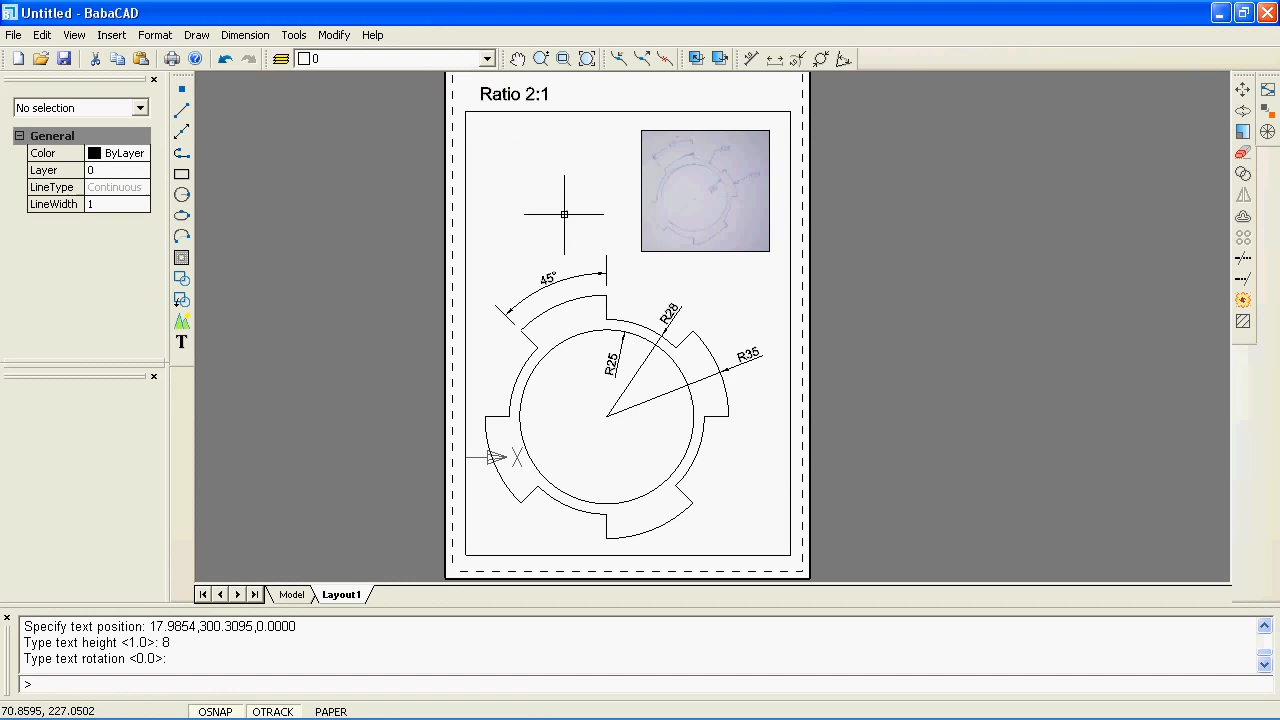 Untitled - BabaCAD
File Edit View Insert Format Draw Dimension Tools Modify Help
0
No selection
General
Color ByLayer
Layer 0
LineType Continuous
LineWidth 1
T
Ratio 2:1
45°
R28
R25
R35
X
Model Layout1
Specify text position: 17.9854,300.3095,0.0000
Type text height <1.0>: 8
Type text rotation <0.0>:
>
70.8595, 227.0502 OSNAP OTRACK PAPER